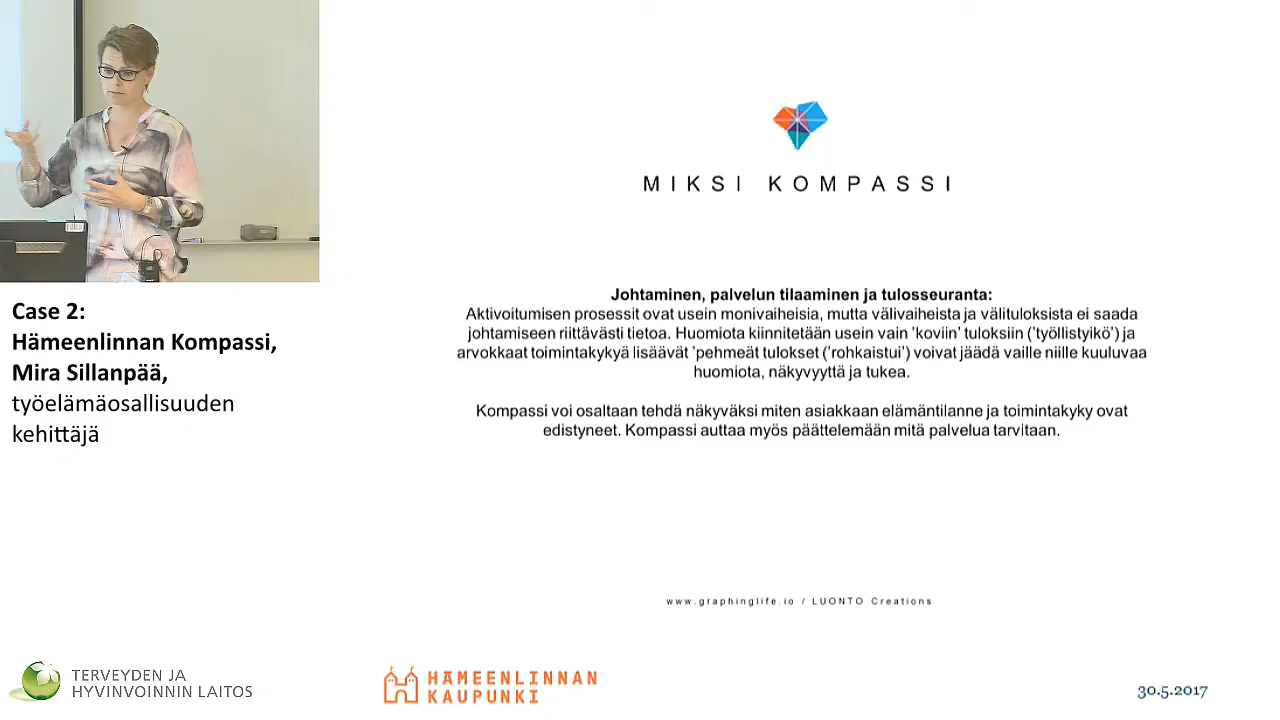 MIKSI KOMPASSI
Johtaminen, palvelun tilaaminen ja tulosseuranta:
Aktivoitumisen prosessit ovat usein monivaiheisia, mutta välivaiheista ja välituloksista ei saada
johtamiseen riittävästi tietoa. Huomiota kiinnitetään usein vain 'koviin' tuloksiin ('työllistyikö') ja
arvokkaat toimintakykyä lisäävät 'pehmeät tulokset ('rohkaistui') voivat jäädä vaille niille kuuluvaa
huomiota, näkyvyyttä ja tukea.
Kompassi voi osaltaan tehdä näkyväksi miten asiakkaan elämäntilanne ja toimintakyky ovat
edistyneet. Kompassi auttaa myös päättelemään mitä palvelua tarvitaan.
www.graphinglife.io / LUONTO Creations
Case 2:
Hämeenlinnan Kompassi,
Mira Sillanpää,
työelämäosallisuuden
kehittäjä
TERVEYDEN JA
HYVINVOINNIN LAITOS
HÄMEENLINNAN
KAUPUNKI
30.5.2017